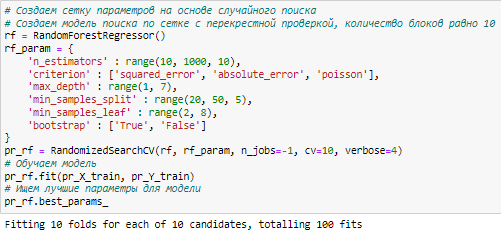 # Создаем сетку параметров на основе случайного поиска
# Создаем модель поиска по сетке с перекрестной проверкой, количество блоков равно 10
rf = RandomForestRegressor()
rf_param = {
    'n_estimators' : range(10, 1000, 10),
    'criterion' : ['squared_error', 'absolute_error', 'poisson'],
    'max_depth' : range(1, 7),
    'min_samples_split' : range(20, 50, 5),
    'min_samples_leaf' : range(2, 8),
    'bootstrap' : ['True', 'False']
}
pr_rf = RandomizedSearchCV(rf, rf_param, n_jobs=-1, cv=10, verbose=4)
# Обучаем модель
pr_rf.fit(pr_X_train, pr_Y_train)
# Ищем лучшие параметры для модели
pr_rf.best_params_
Fitting 10 folds for each of 10 candidates, totalling 100 fits